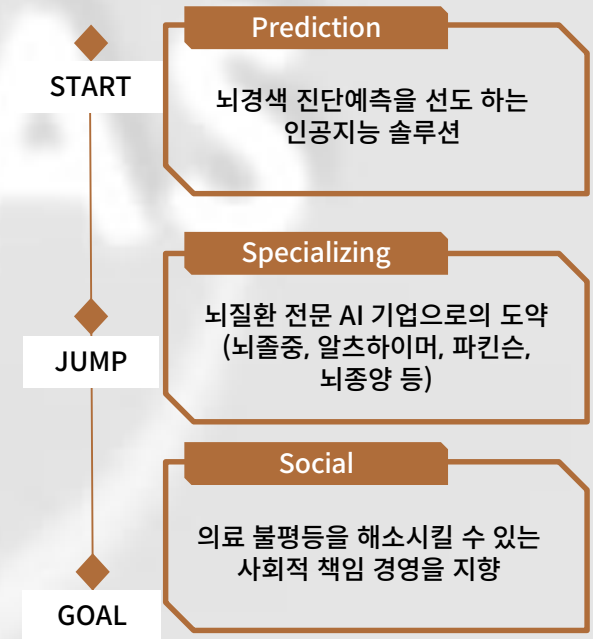 Prediction
START
뇌경색 진단예측을 선도 하는
인공지능 솔루션
Specializing
뇌질환 전문 AI 기업으로의 도약
(뇌졸중, 알츠하이머, 파킨슨,
뇌종양 등)
JUMP
Social
의료 불평등을 해소시킬 수 있는
사회적 책임 경영을 지향
GOAL